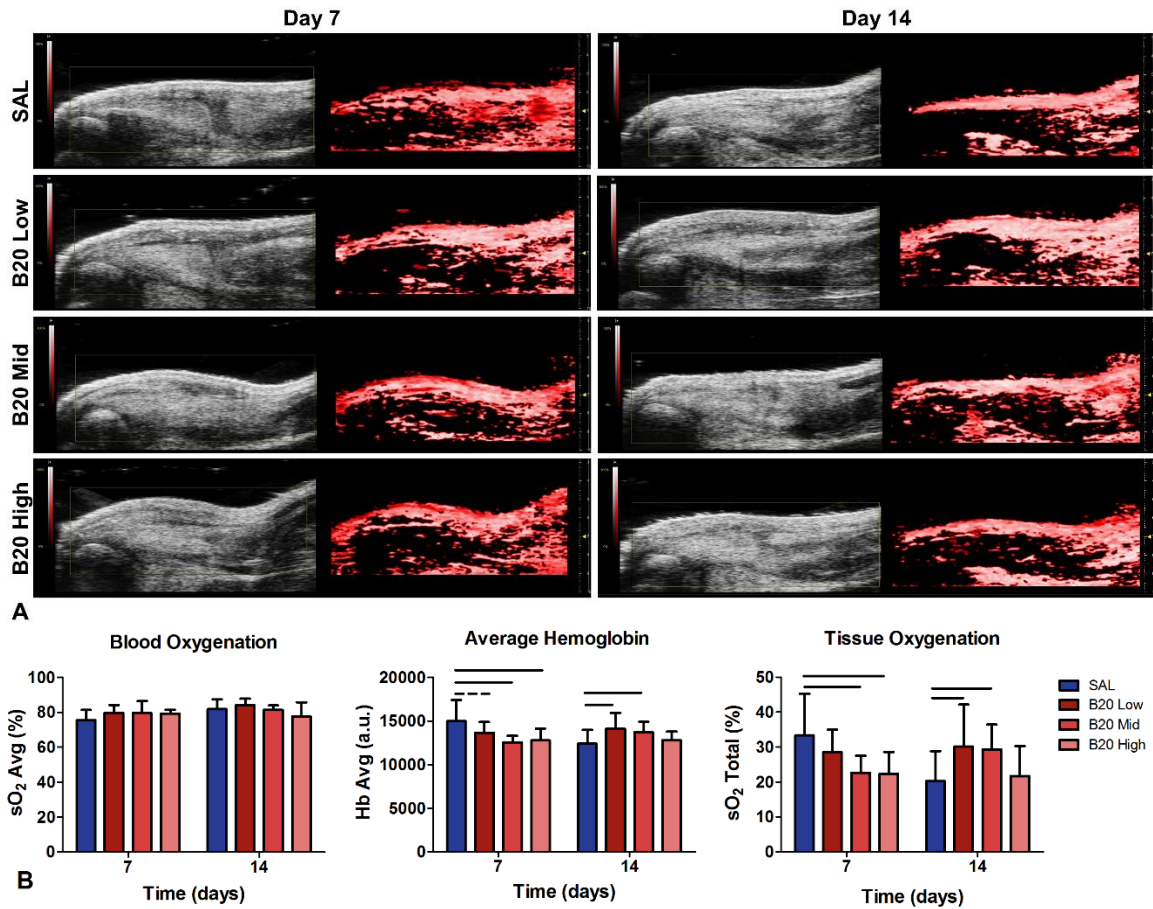 Day 7
Day 14
SAL
B20 Low
B20 Mid
B20 High
A
Blood Oxygenation
sO₂ Avg (%)
100
80
60
40
20
0
7
14
Time (days)
Average Hemoglobin
Hb Avg (a.u.)
20000
15000
10000
5000
0
7
14
Time (days)
Tissue Oxygenation
sO₂ Total (%)
50
40
30
20
10
0
7
14
Time (days)
SAL
B20 Low
B20 Mid
B20 High
B